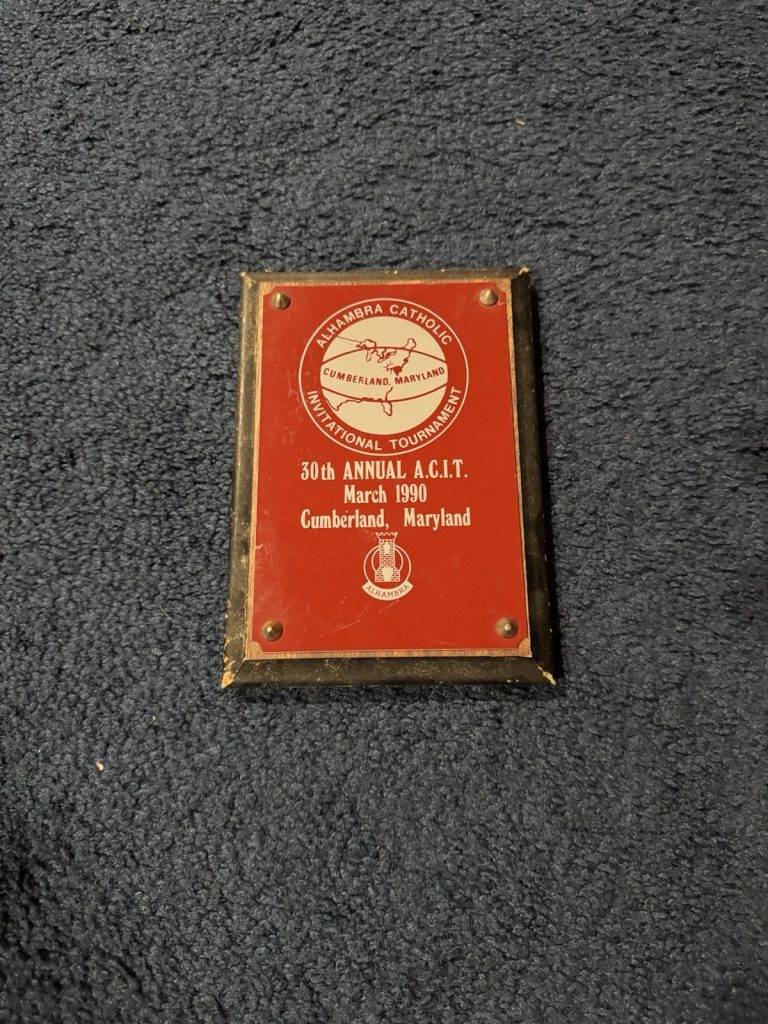 ALHAMBRA CATHOLIC
CUMBERLAND, MARYLAND
INVITATIONAL TOURNAMENT
30th ANNUAL A.C.I.T.
March 1990
Cumberland, Maryland
ALHAMBRA